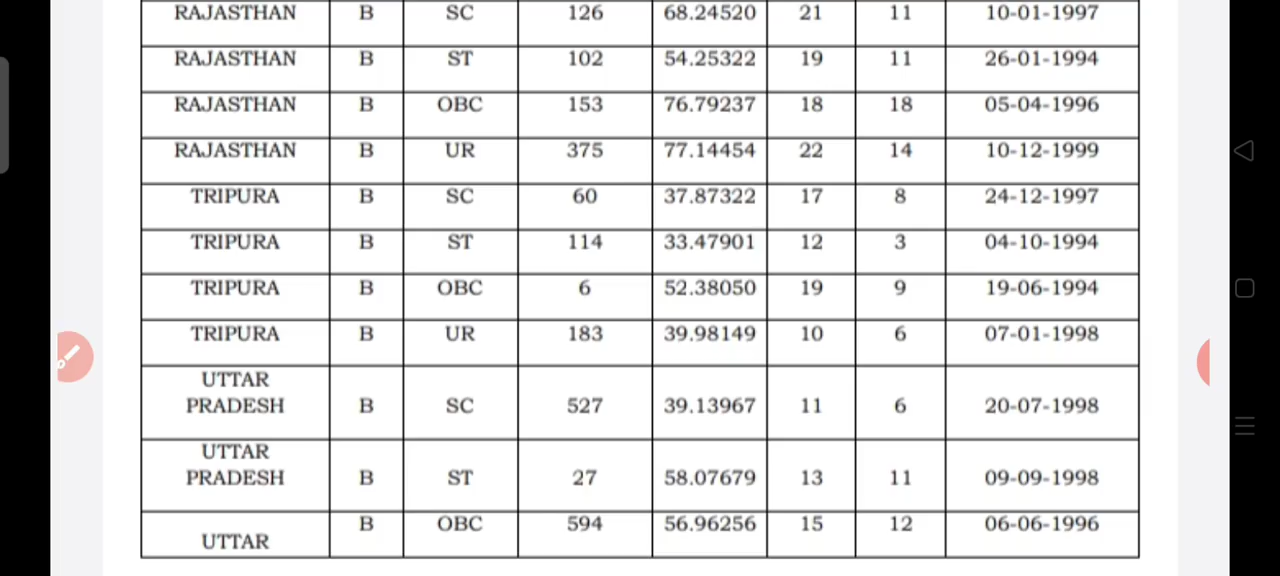 RAJASTHAN B SC 126 68.24520 21 11 10-01-1997
RAJASTHAN B ST 102 54.25322 19 11 26-01-1994
RAJASTHAN B OBC 153 76.79237 18 18 05-04-1996
RAJASTHAN B UR 375 77.14454 22 14 10-12-1999
TRIPURA B SC 60 37.87322 17 8 24-12-1997
TRIPURA B ST 114 33.47901 12 3 04-10-1994
TRIPURA B OBC 6 52.38050 19 9 19-06-1994
TRIPURA B UR 183 39.98149 10 6 07-01-1998
UTTAR
PRADESH B SC 527 39.13967 11 6 20-07-1998
UTTAR
PRADESH B ST 27 58.07679 13 11 09-09-1998
B OBC 594 56.96256 15 12 06-06-1996
UTTAR